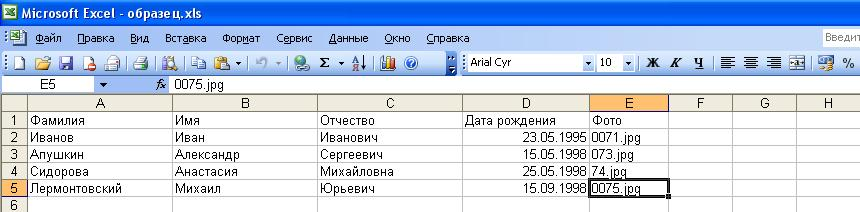 Microsoft Excel - образец.xls
Файл Правка Вид Вставка Формат Сервис Данные Окно Справка
Arial Cyr 10 Ж К Ч %
E5 fx 0075.jpg
A B C D E F G H
1 Фамилия Имя Отчество Дата рождения Фото
2 Иванов Иван Иванович 23.05.1995 0071.jpg
3 Апушкин Александр Сергеевич 15.05.1998 073.jpg
4 Сидорова Анастасия Михайловна 25.05.1998 74.jpg
5 Лермонтовский Михаил Юрьевич 15.09.1998 0075.jpg
6